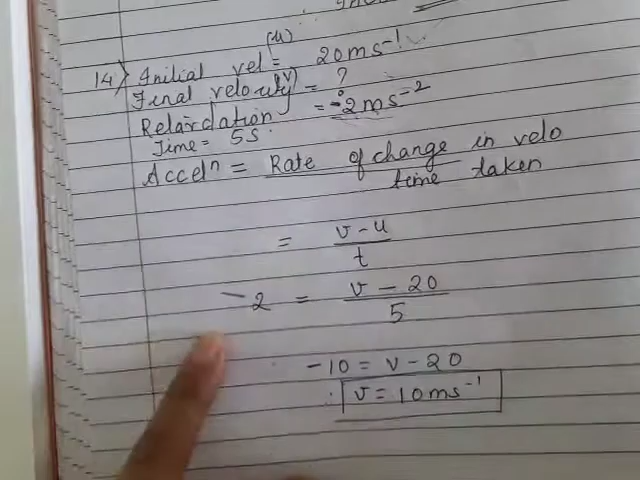 (u)
14) Initial vel = 20ms⁻¹
Final velocity(v) = ?
Retardation = -2ms⁻²
Time = 5s.
Accelⁿ = Rate of change in velo
time taken
= v-u
t
-2 = v-20
5
-10 = v-20
v = 10ms⁻¹